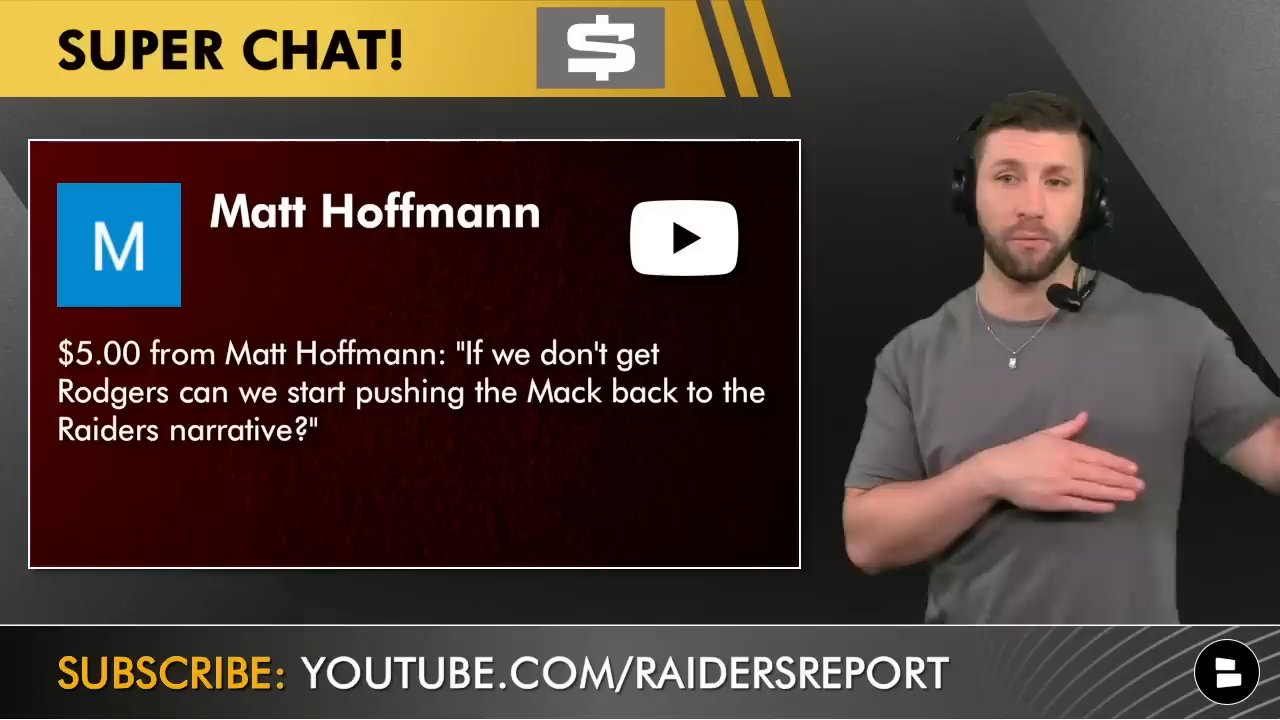 SUPER CHAT!
$
M
Matt Hoffmann
$5.00 from Matt Hoffmann: "If we don't get
Rodgers can we start pushing the Mack back to the
Raiders narrative?"
SUBSCRIBE: YOUTUBE.COM/RAIDERSREPORT